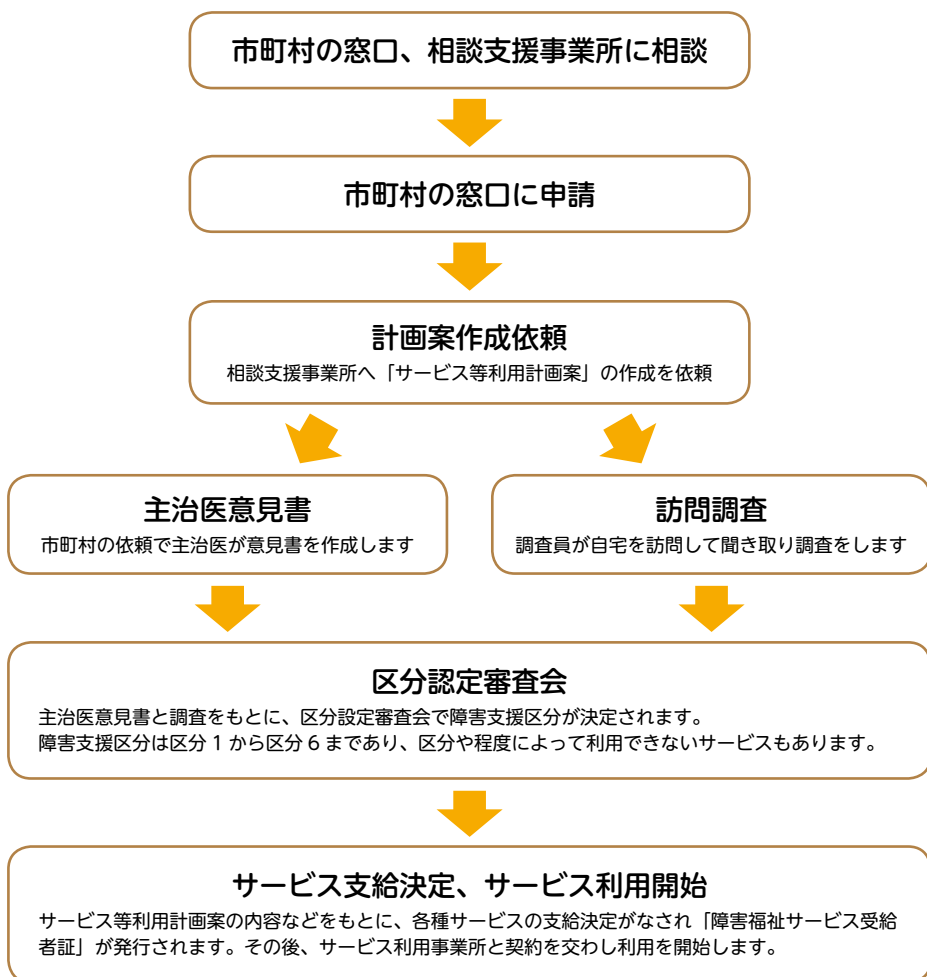 市町村の窓口、相談支援事業所に相談
市町村の窓口に申請
計画案作成依頼
相談支援事業所へ「サービス等利用計画案」の作成を依頼
主治医意見書
市町村の依頼で主治医が意見書を作成します
訪問調査
調査員が自宅を訪問して聞き取り調査をします
区分認定審査会
主治医意見書と調査をもとに、区分設定審査会で障害支援区分が決定されます。
障害支援区分は区分1から区分6まであり、区分や程度によって利用できないサービスもあります。
サービス支給決定、サービス利用開始
サービス等利用計画案の内容などをもとに、各種サービスの支給決定がなされ「障害福祉サービス受給
者証」が発行されます。その後、サービス利用事業所と契約を交わし利用を開始します。